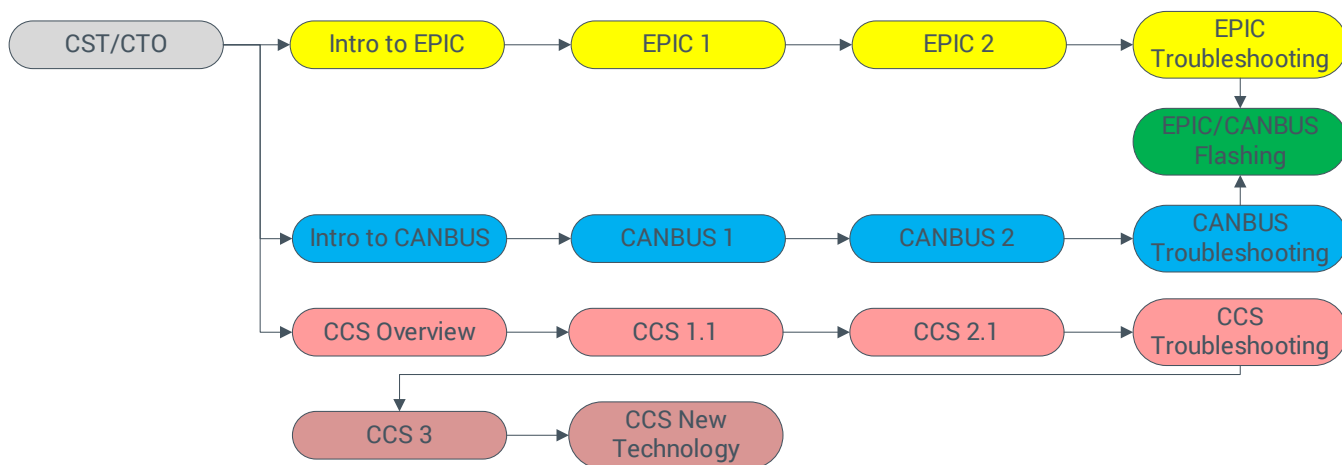 CST/CTO
Intro to EPIC
EPIC 1
EPIC 2
EPIC
Troubleshooting
EPIC/CANBUS
Flashing
Intro to CANBUS
CANBUS 1
CANBUS 2
CANBUS
Troubleshooting
CCS Overview
CCS 1.1
CCS 2.1
CCS
Troubleshooting
CCS 3
CCS New
Technology